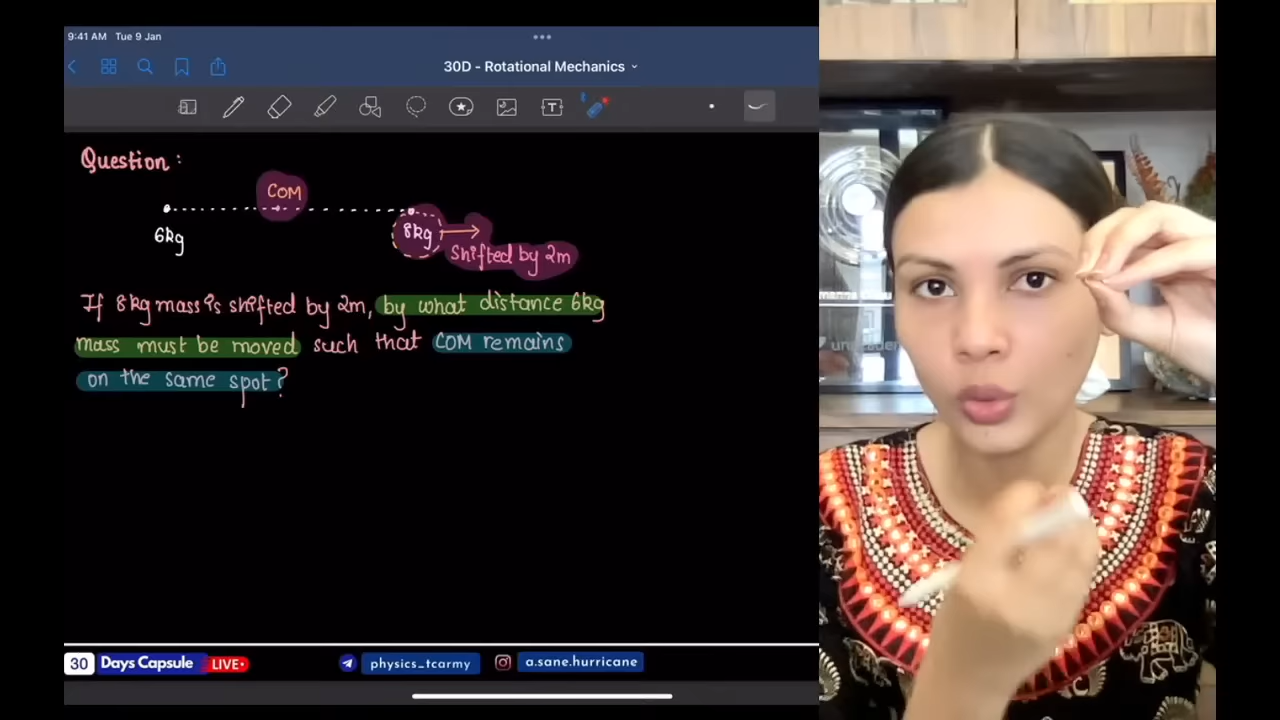 9:41 AM Tue 9 Jan
30D - Rotational Mechanics
Question:
COM
6kg
8kg
shifted by 2m
If 8kg mass is shifted by 2m, by what distance 6kg
mass must be moved such that COM remains
on the same spot?
30 Days Capsule LIVE
physics_tcarmy
a.sane.hurricane